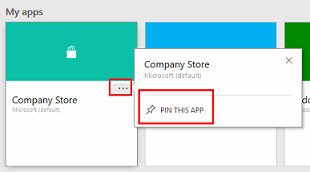 My apps
Company Store
Microsoft (default)
...
Company Store
Microsoft (default)
PIN THIS APP